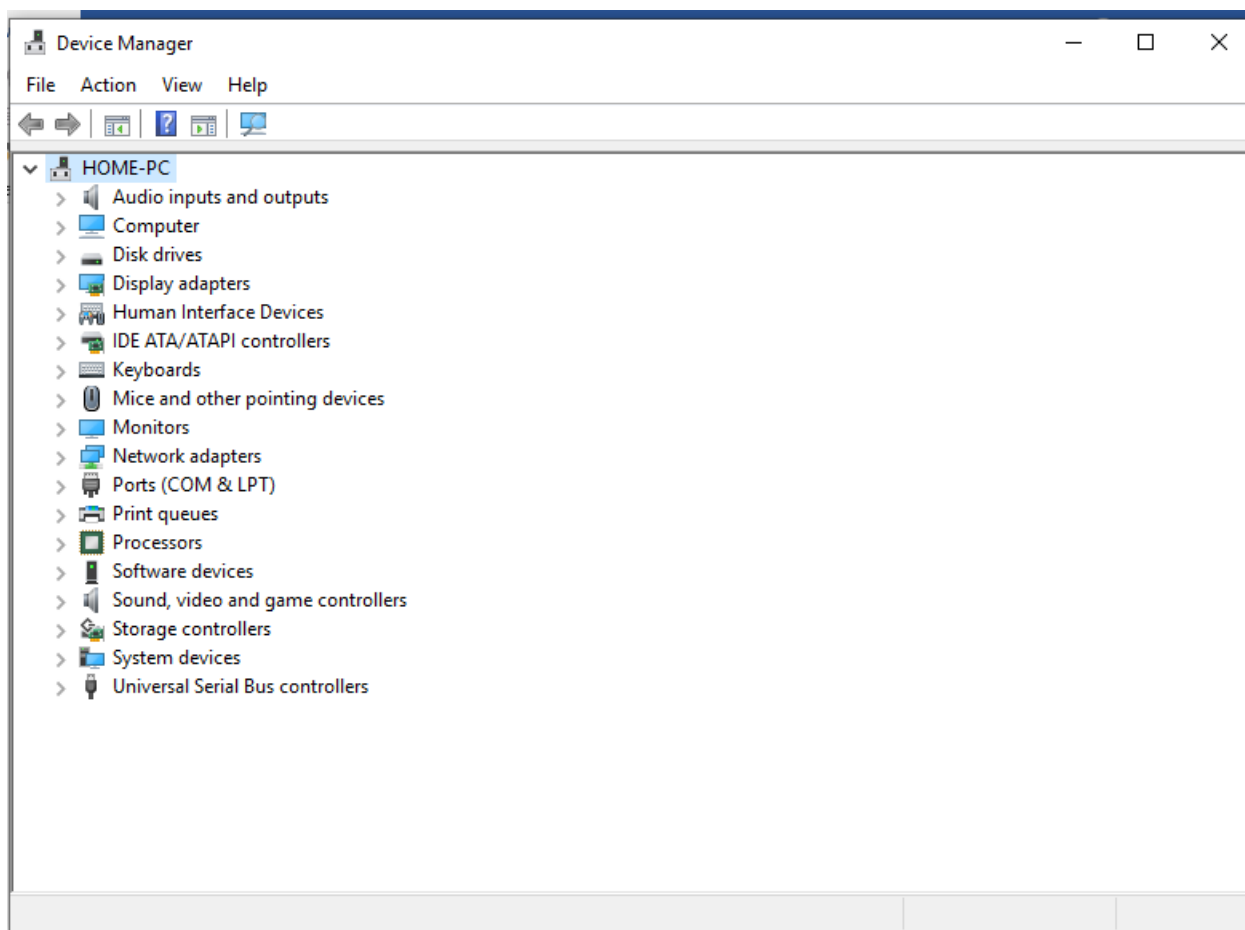 Device Manager
File Action View Help
HOME-PC
Audio inputs and outputs
Computer
Disk drives
Display adapters
Human Interface Devices
IDE ATA/ATAPI controllers
Keyboards
Mice and other pointing devices
Monitors
Network adapters
Ports (COM & LPT)
Print queues
Processors
Software devices
Sound, video and game controllers
Storage controllers
System devices
Universal Serial Bus controllers